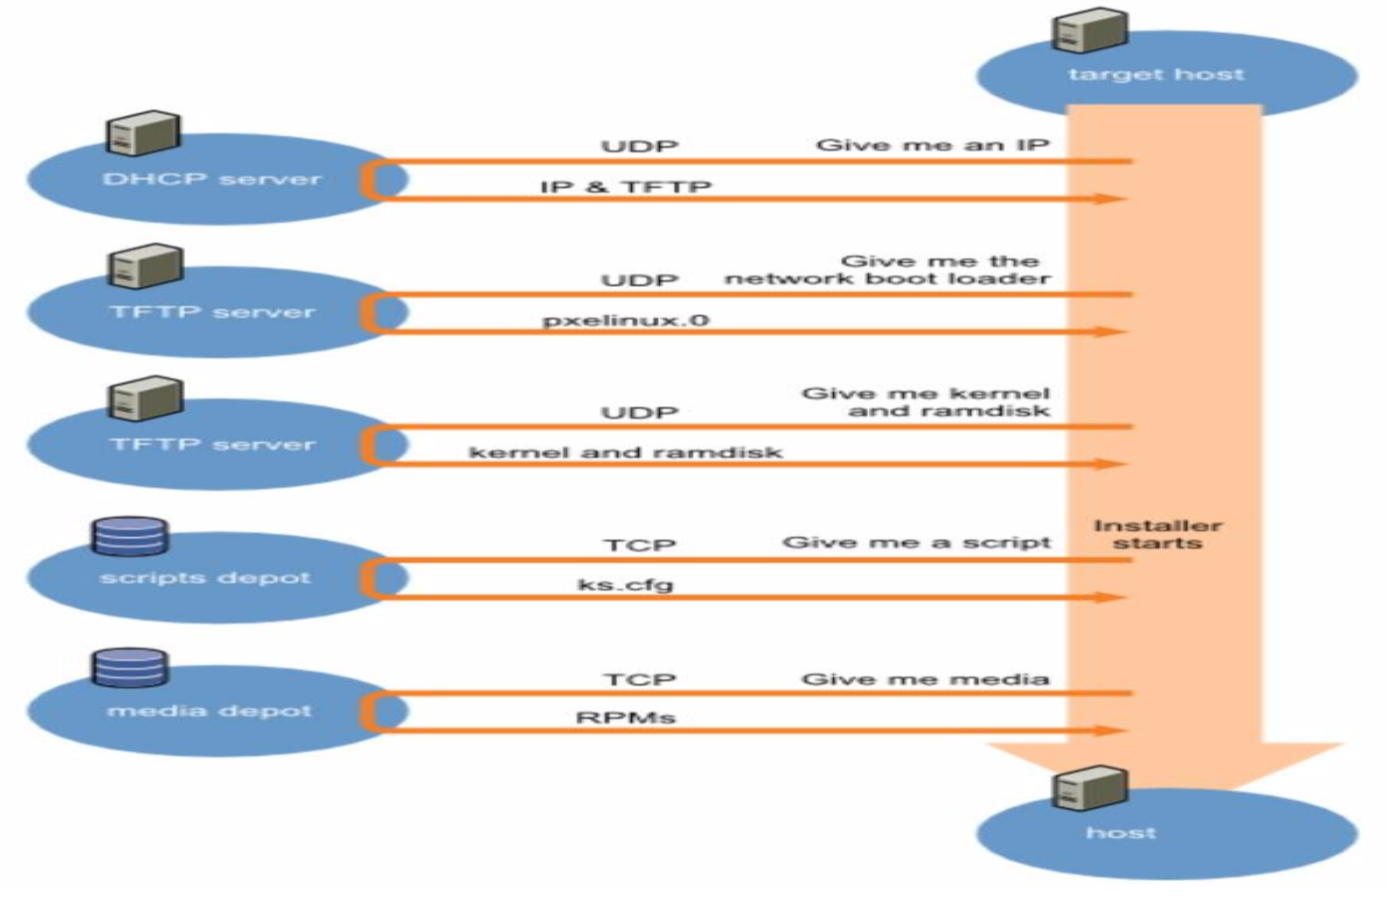 target host
DHCP server
UDP
Give me an IP
IP & TFTP
TFTP server
UDP
Give me the
network boot loader
pxelinux.0
TFTP server
UDP
Give me kernel
and ramdisk
kernel and ramdisk
scripts depot
TCP
Give me a script
ks.cfg
Installer
starts
media depot
TCP
Give me media
RPMs
host